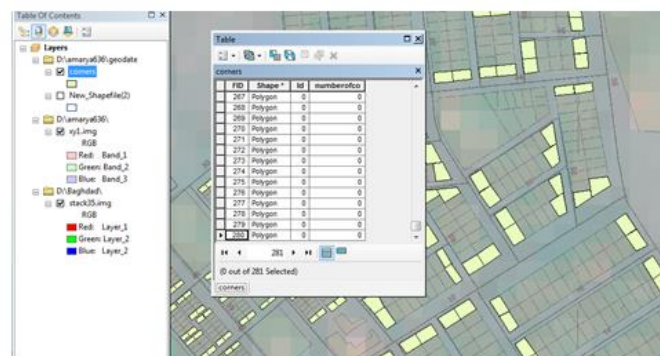 Table Of Contents
Layers
D:\amarya636\geodate
corners
New_Shapefile(2)
D:\amarya636\
xy1.img
RGB
Red: Band_1
Green: Band_2
Blue: Band_3
D:\Baghdad\
stack35.img
RGB
Red: Layer_1
Green: Layer_2
Blue: Layer_2
Table
corners
FID Shape * Id numberofco
267 Polygon 0 0
268 Polygon 0 0
269 Polygon 0 0
270 Polygon 0 0
271 Polygon 0 0
272 Polygon 0 0
273 Polygon 0 0
274 Polygon 0 0
275 Polygon 0 0
276 Polygon 0 0
277 Polygon 0 0
278 Polygon 0 0
279 Polygon 0 0
280 Polygon 0 0
281
(0 out of 281 Selected)
corners